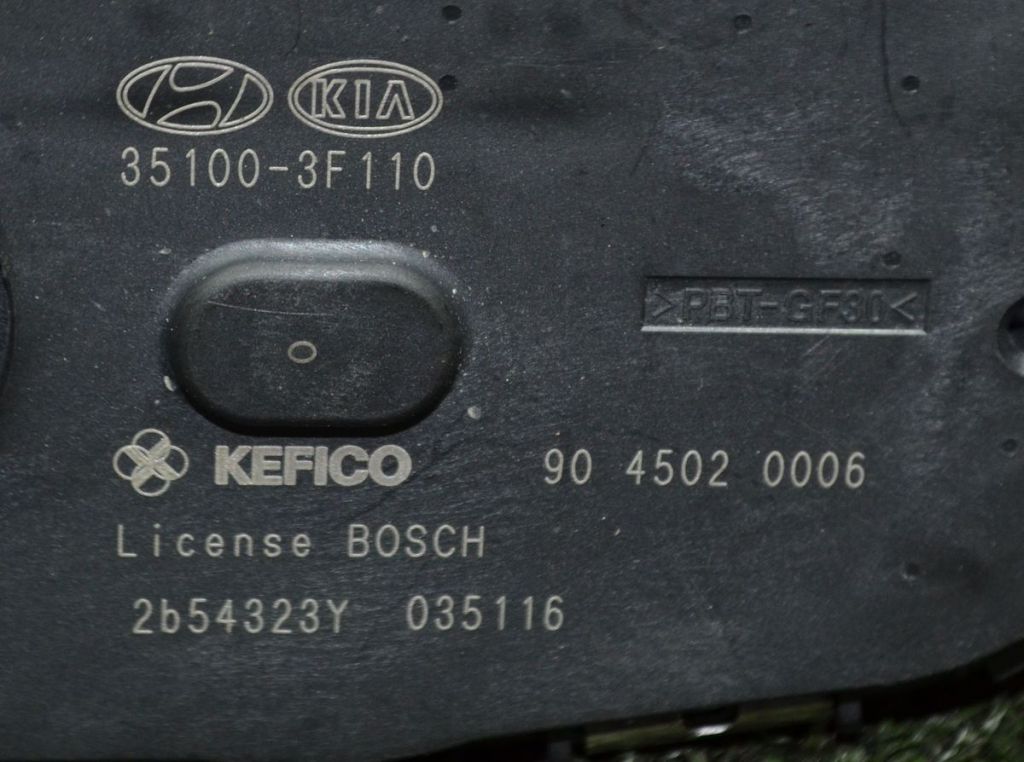 KIA
35100-3F110
>PBT-GF30<
KEFICO
90 4502 0006
License BOSCH
2b54323Y 035116